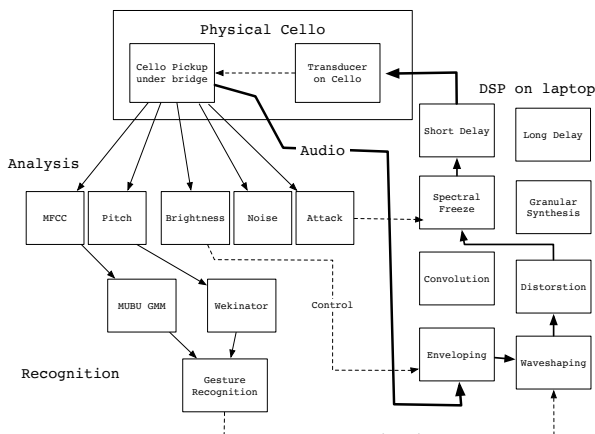 Physical Cello
Cello Pickup
under bridge
Transducer
on Cello
DSP on laptop
Short Delay
Long Delay
Audio
Analysis
MFCC
Pitch
Brightness
Noise
Attack
Spectral
Freeze
Granular
Synthesis
Convolution
Distorstion
MUBU GMM
Wekinator
Control
Enveloping
Waveshaping
Recognition
Gesture
Recognition